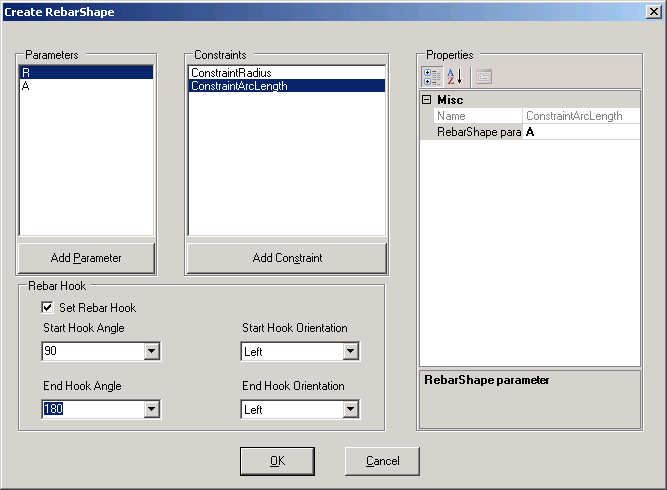 Create RebarShape
Parameters
R
A
Add Parameter
Constraints
ConstraintRadius
ConstraintArcLength
Add Constraint
Properties
A
Z
Misc
Name ConstraintArcLength
RebarShape para A
RebarShape parameter
Rebar Hook
Set Rebar Hook
Start Hook Angle Start Hook Orientation
90 Left
End Hook Angle End Hook Orientation
180 Left
OK Cancel